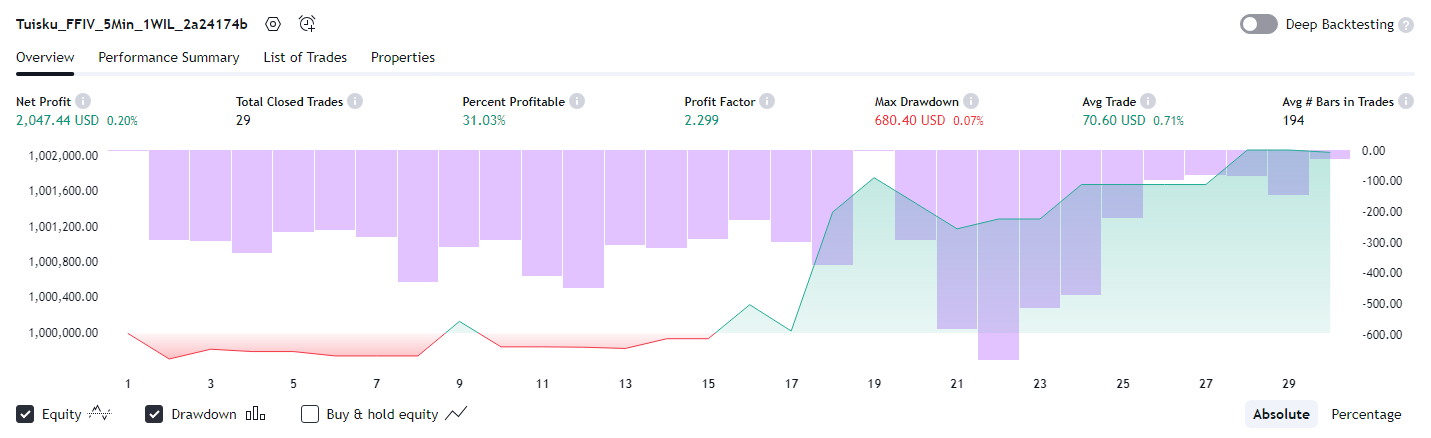 Tuisku_FFIV_5Min_1WIL_2a24174b Deep Backtesting ?
Overview Performance Summary List of Trades Properties
Net Profit Total Closed Trades Percent Profitable Profit Factor Max Drawdown Avg Trade Avg # Bars in Trades
2,047.44 USD 0.20% 29 31.03% 2.299 680.40 USD 0.07% 70.60 USD 0.71% 194
1,002,000.00 0.00
1,001,600.00 -100.00
1,001,200.00 -200.00
1,000,800.00 -300.00
1,000,400.00 -400.00
1,000,000.00 -500.00
-600.00
1 3 5 7 9 11 13 15 17 19 21 23 25 27 29
Equity Drawdown Buy & hold equity Absolute Percentage